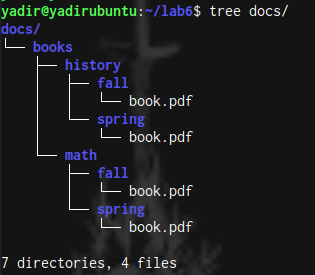 yadir@yadirubuntu:~/lab6$ tree docs/
docs/
└── books
    ├── history
    │   ├── fall
    │   │   └── book.pdf
    │   └── spring
    │       └── book.pdf
    └── math
        ├── fall
        │   └── book.pdf
        └── spring
            └── book.pdf
7 directories, 4 files